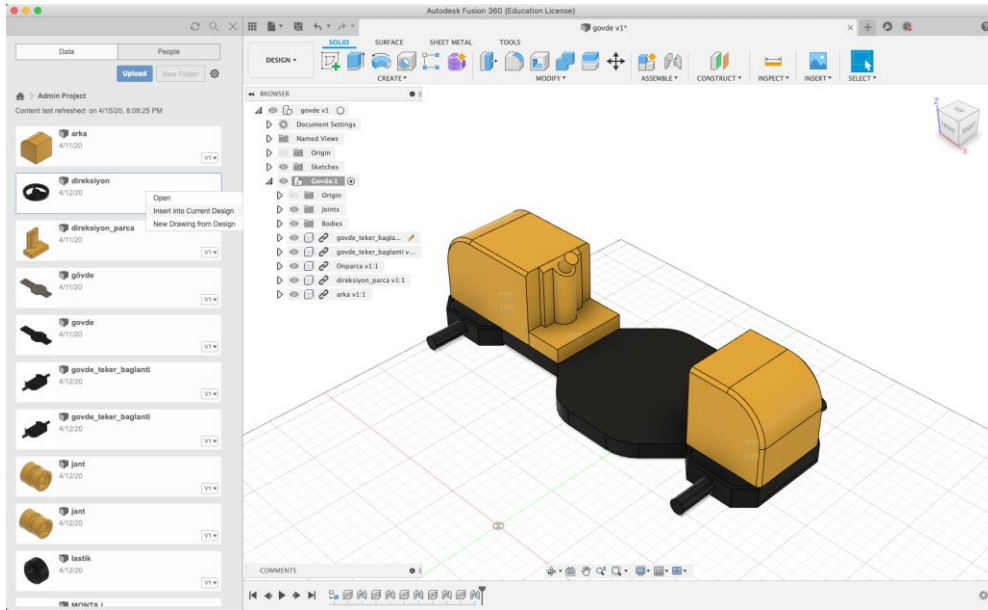 Autodesk Fusion 360 (Education License)
govde v1*
Data
People
Upload
New Folder
Admin Project
Content last refreshed: on 4/15/20, 8:08:25 PM
arka
4/11/20
V1
direksiyon
4/12/20
Open
Insert into Current Design
New Drawing from Design
direksiyon_parca
4/11/20
V1
gövde
4/11/20
V1
govde
4/11/20
V1
govde_teker_baglanti
4/12/20
V1
govde_teker_baglanti
4/12/20
V1
jant
4/12/20
V1
jant
4/12/20
V1
lastik
4/12/20
V1
MONTAJ
DESIGN
SOLID
SURFACE
SHEET METAL
TOOLS
CREATE
MODIFY
ASSEMBLE
CONSTRUCT
INSPECT
INSERT
SELECT
BROWSER
govde v1
Document Settings
Named Views
Origin
Sketches
Govde:1
Origin
Joints
Bodies
govde_teker_bagla...
govde_teker_baglanti v...
Onparca v1:1
direksiyon_parca v1:1
arka v1:1
Z
TOP
FRONT
RIGHT
X
COMMENTS